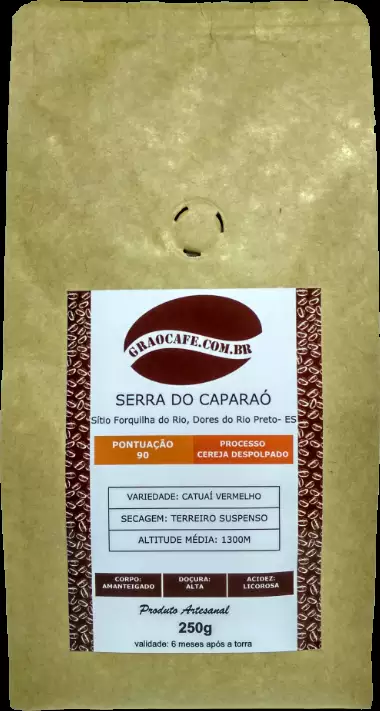 GRAOCAFE.COM.BR
SERRA DO CAPARAÓ
Sítio Forquilha do Rio, Dores do Rio Preto- ES
PONTUAÇÃO
90
PROCESSO
CEREJA DESPOLPADO
VARIEDADE: CATUAÍ VERMELHO
SECAGEM: TERREIRO SUSPENSO
ALTITUDE MÉDIA: 1300M
CORPO:
AMANTEIGADO
DOÇURA:
ALTA
ACIDEZ:
LICOROSA
Produto Artesanal
250g
validade: 6 meses após a torra